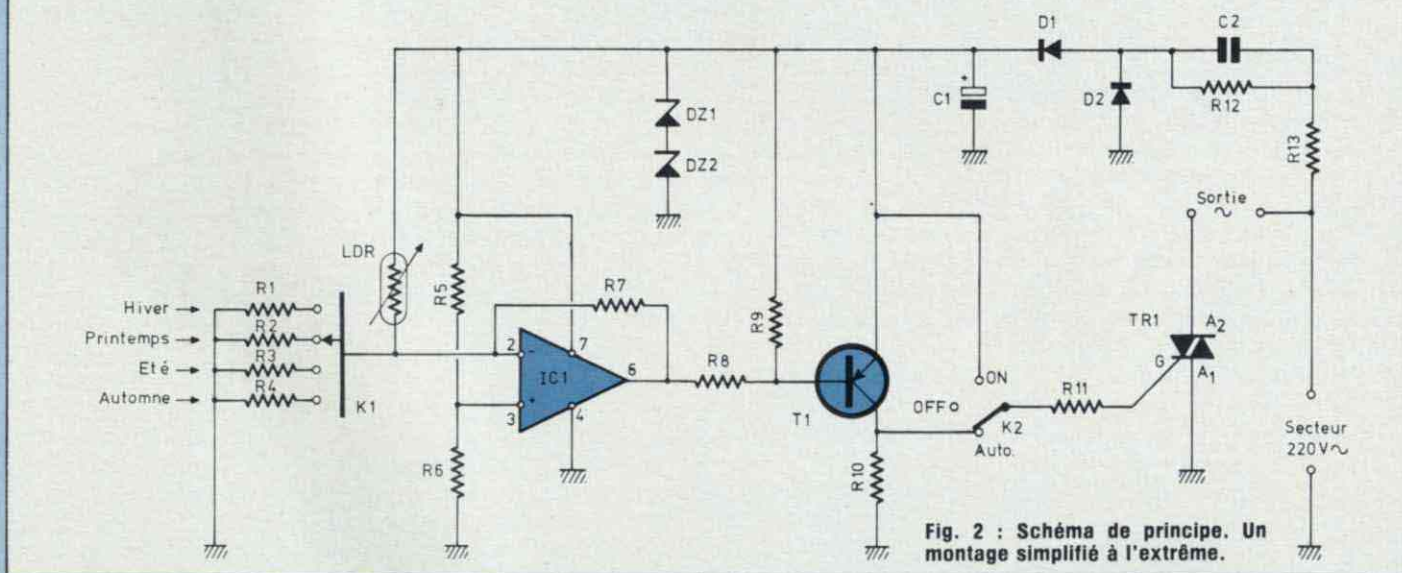 D1
C2
C1
+
D2
R12
R13
DZ1
DZ2
Sortie
~
LDR
R5
R7
R9
Hiver → R1
Printemps → R2
Eté → R3
Automne → R4
K1
2 -
7
IC1
6
3 +
4
R8
T1
ON
OFF
K2
Auto.
R11
TR1
A2
G
A1
R6
R10
Secteur
220V~
Fig. 2 : Schéma de principe. Un
montage simplifié à l'extrême.